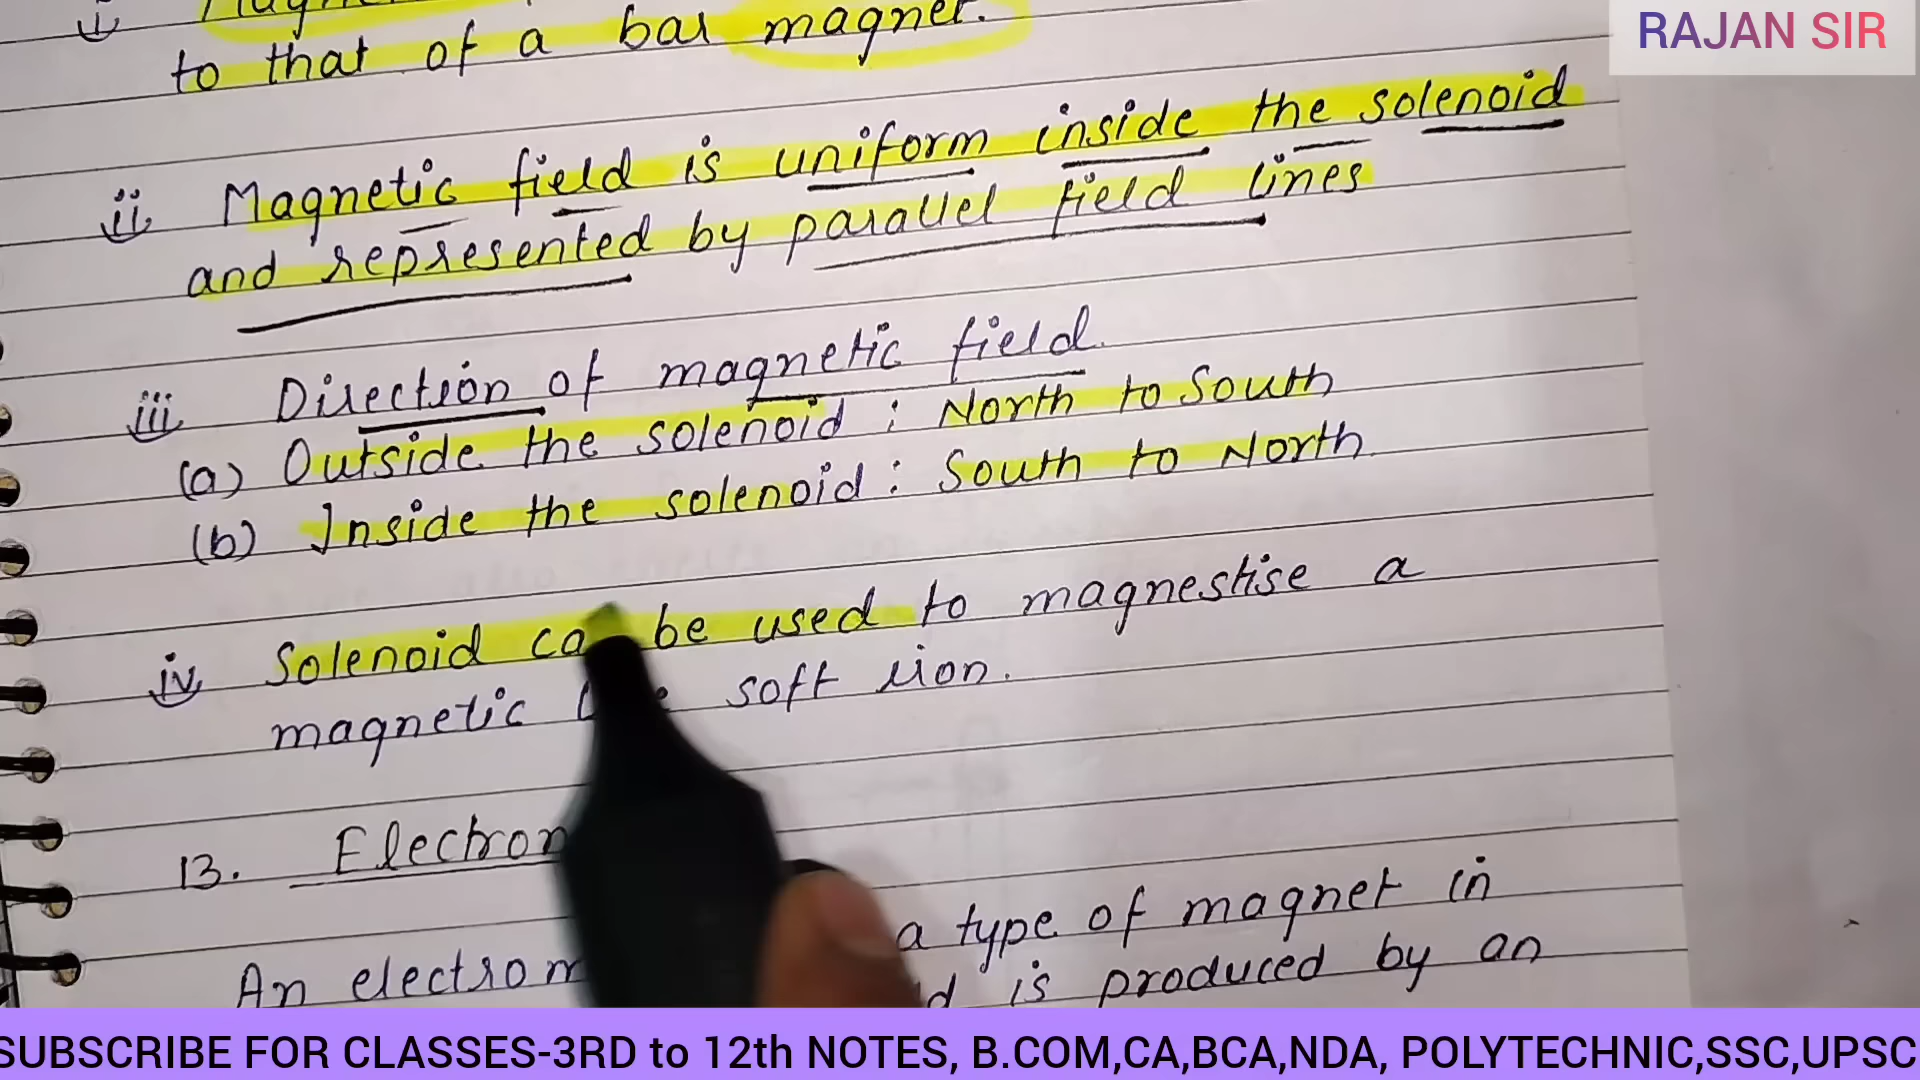 RAJAN SIR
i
to that of a bar magnet.
ii Magnetic field is uniform inside the solenoid
and represented by parallel field lines
iii Direction of magnetic field.
(a) Outside the solenoid : North to South
(b) Inside the solenoid : South to North.
iv Solenoid ca be used to magnestise a
magnetic soft iron.
13. Electron
a type of magnet in
An electrom
is produced by an
SUBSCRIBE FOR CLASSES-3RD to 12th NOTES, B.COM,CA,BCA,NDA, POLYTECHNIC,SSC,UPSC